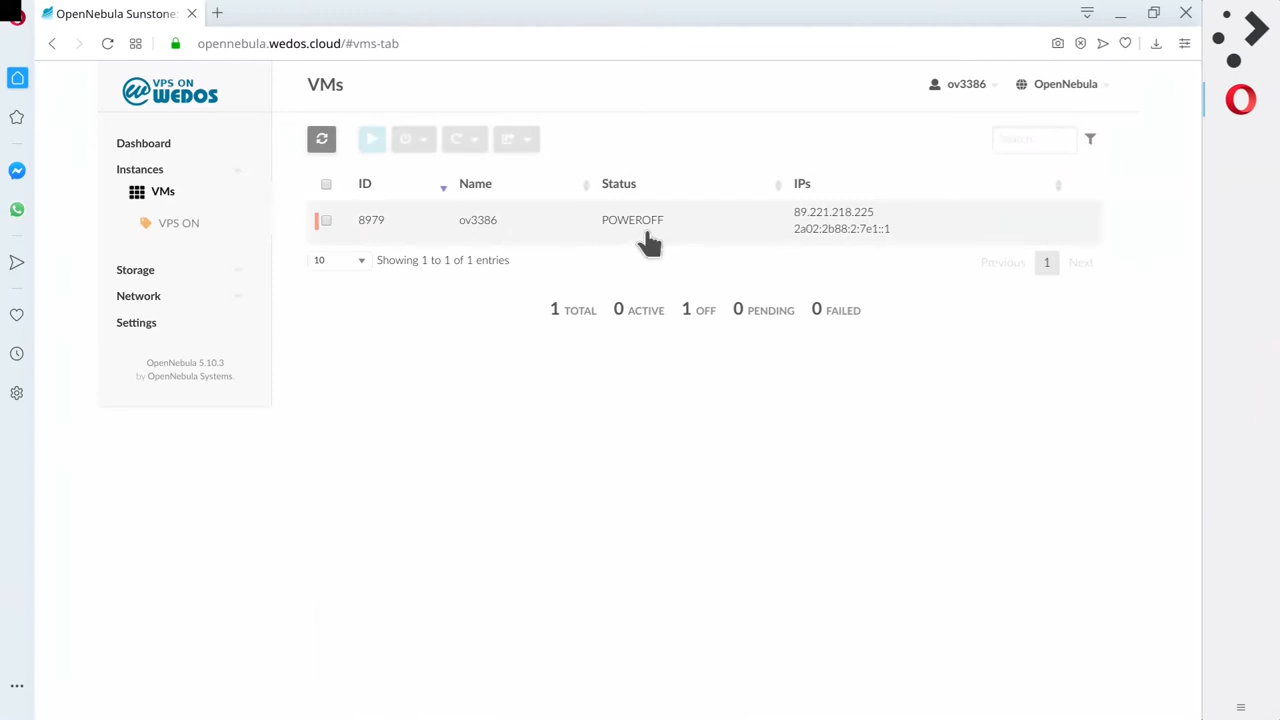 OpenNebula Sunstone:
opennebula.wedos.cloud/#vms-tab
VPS ON
WEDOS
VMs
ov3386
OpenNebula
Dashboard
Instances
VMs
VPS ON
Storage
Network
Settings
OpenNebula 5.10.3
by OpenNebula Systems.
Search
ID
Name
Status
IPs
8979
ov3386
POWEROFF
89.221.218.225
2a02:2b88:2:7e1::1
10
Showing 1 to 1 of 1 entries
Previous
1
Next
1 TOTAL
0 ACTIVE
1 OFF
0 PENDING
0 FAILED